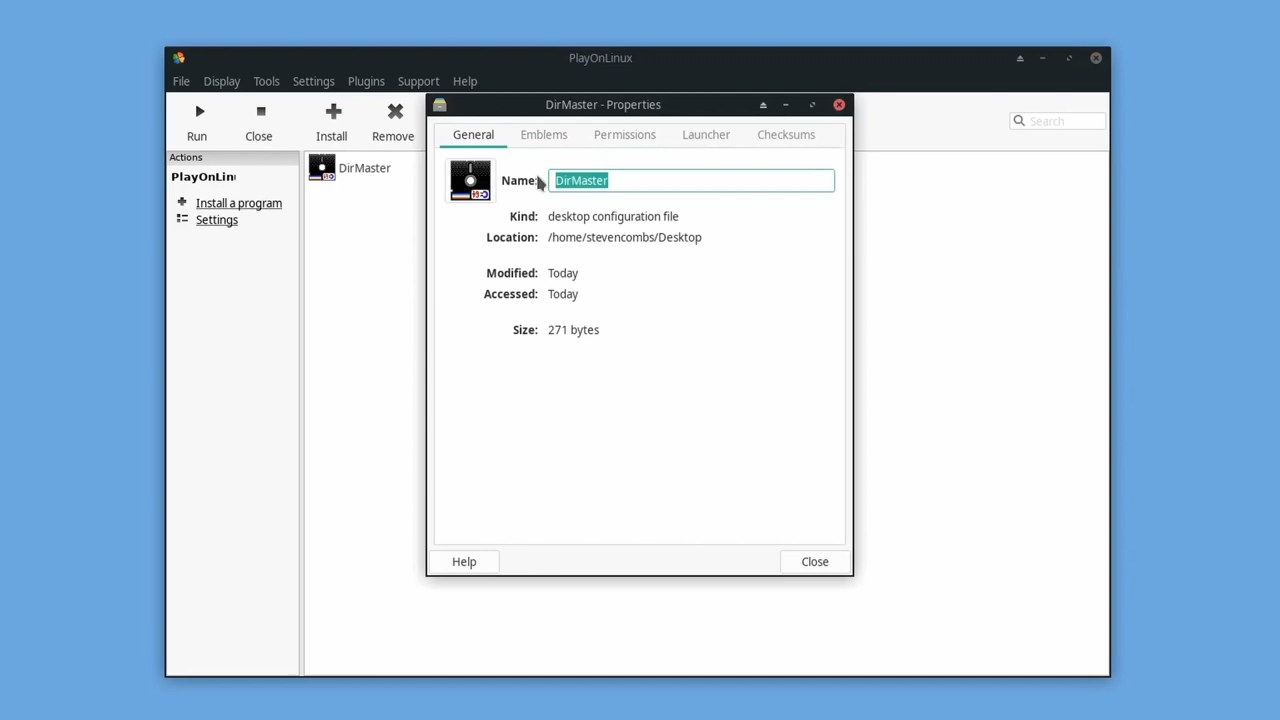 PlayOnLinux
File Display Tools Settings Plugins Support Help
Run Close Install Remove
Search
Actions
PlayOnLinu
Install a program
Settings
DirMaster
DirMaster - Properties
General Emblems Permissions Launcher Checksums
Name: DirMaster
Kind: desktop configuration file
Location: /home/stevencombs/Desktop
Modified: Today
Accessed: Today
Size: 271 bytes
Help Close